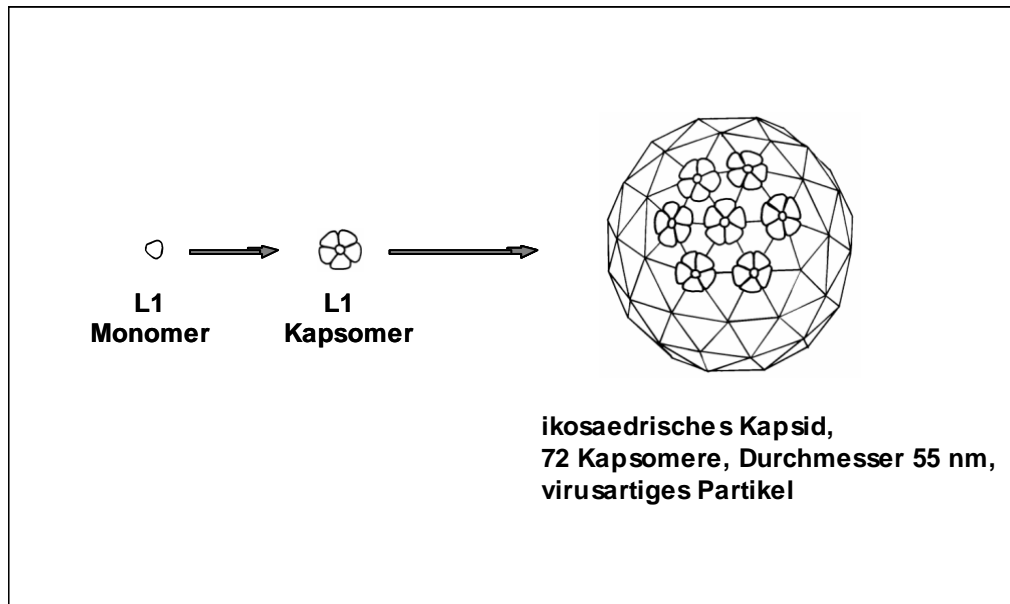 L1
Monomer
L1
Kapsomer
ikosaedrisches Kapsid,
72 Kapsomere, Durchmesser 55 nm,
virusartiges Partikel